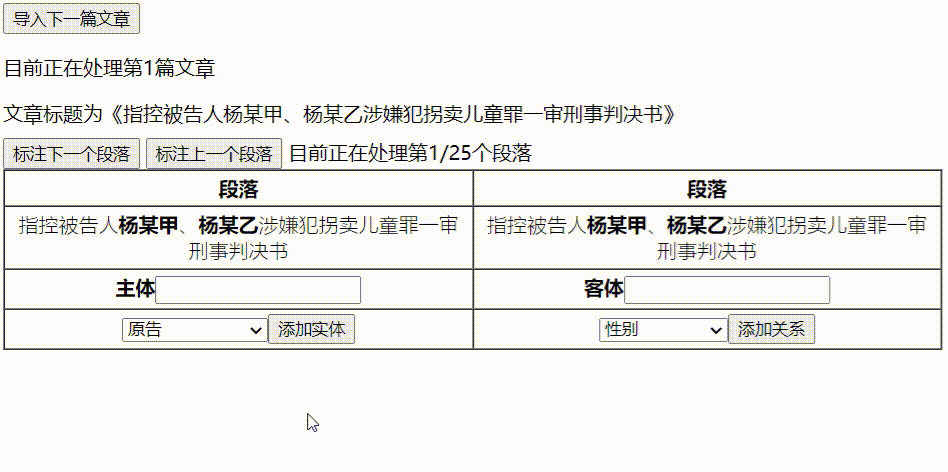 导入下一篇文章
目前正在处理第1篇文章
文章标题为《指控被告人杨某甲、杨某乙涉嫌犯拐卖儿童罪一审刑事判决书》
标注下一个段落 标注上一个段落 目前正在处理第1/25个段落
段落 段落
指控被告人杨某甲、杨某乙涉嫌犯拐卖儿童罪一审 指控被告人杨某甲、杨某乙涉嫌犯拐卖儿童罪一审
刑事判决书 刑事判决书
主体 客体
原告 添加实体 性别 添加关系